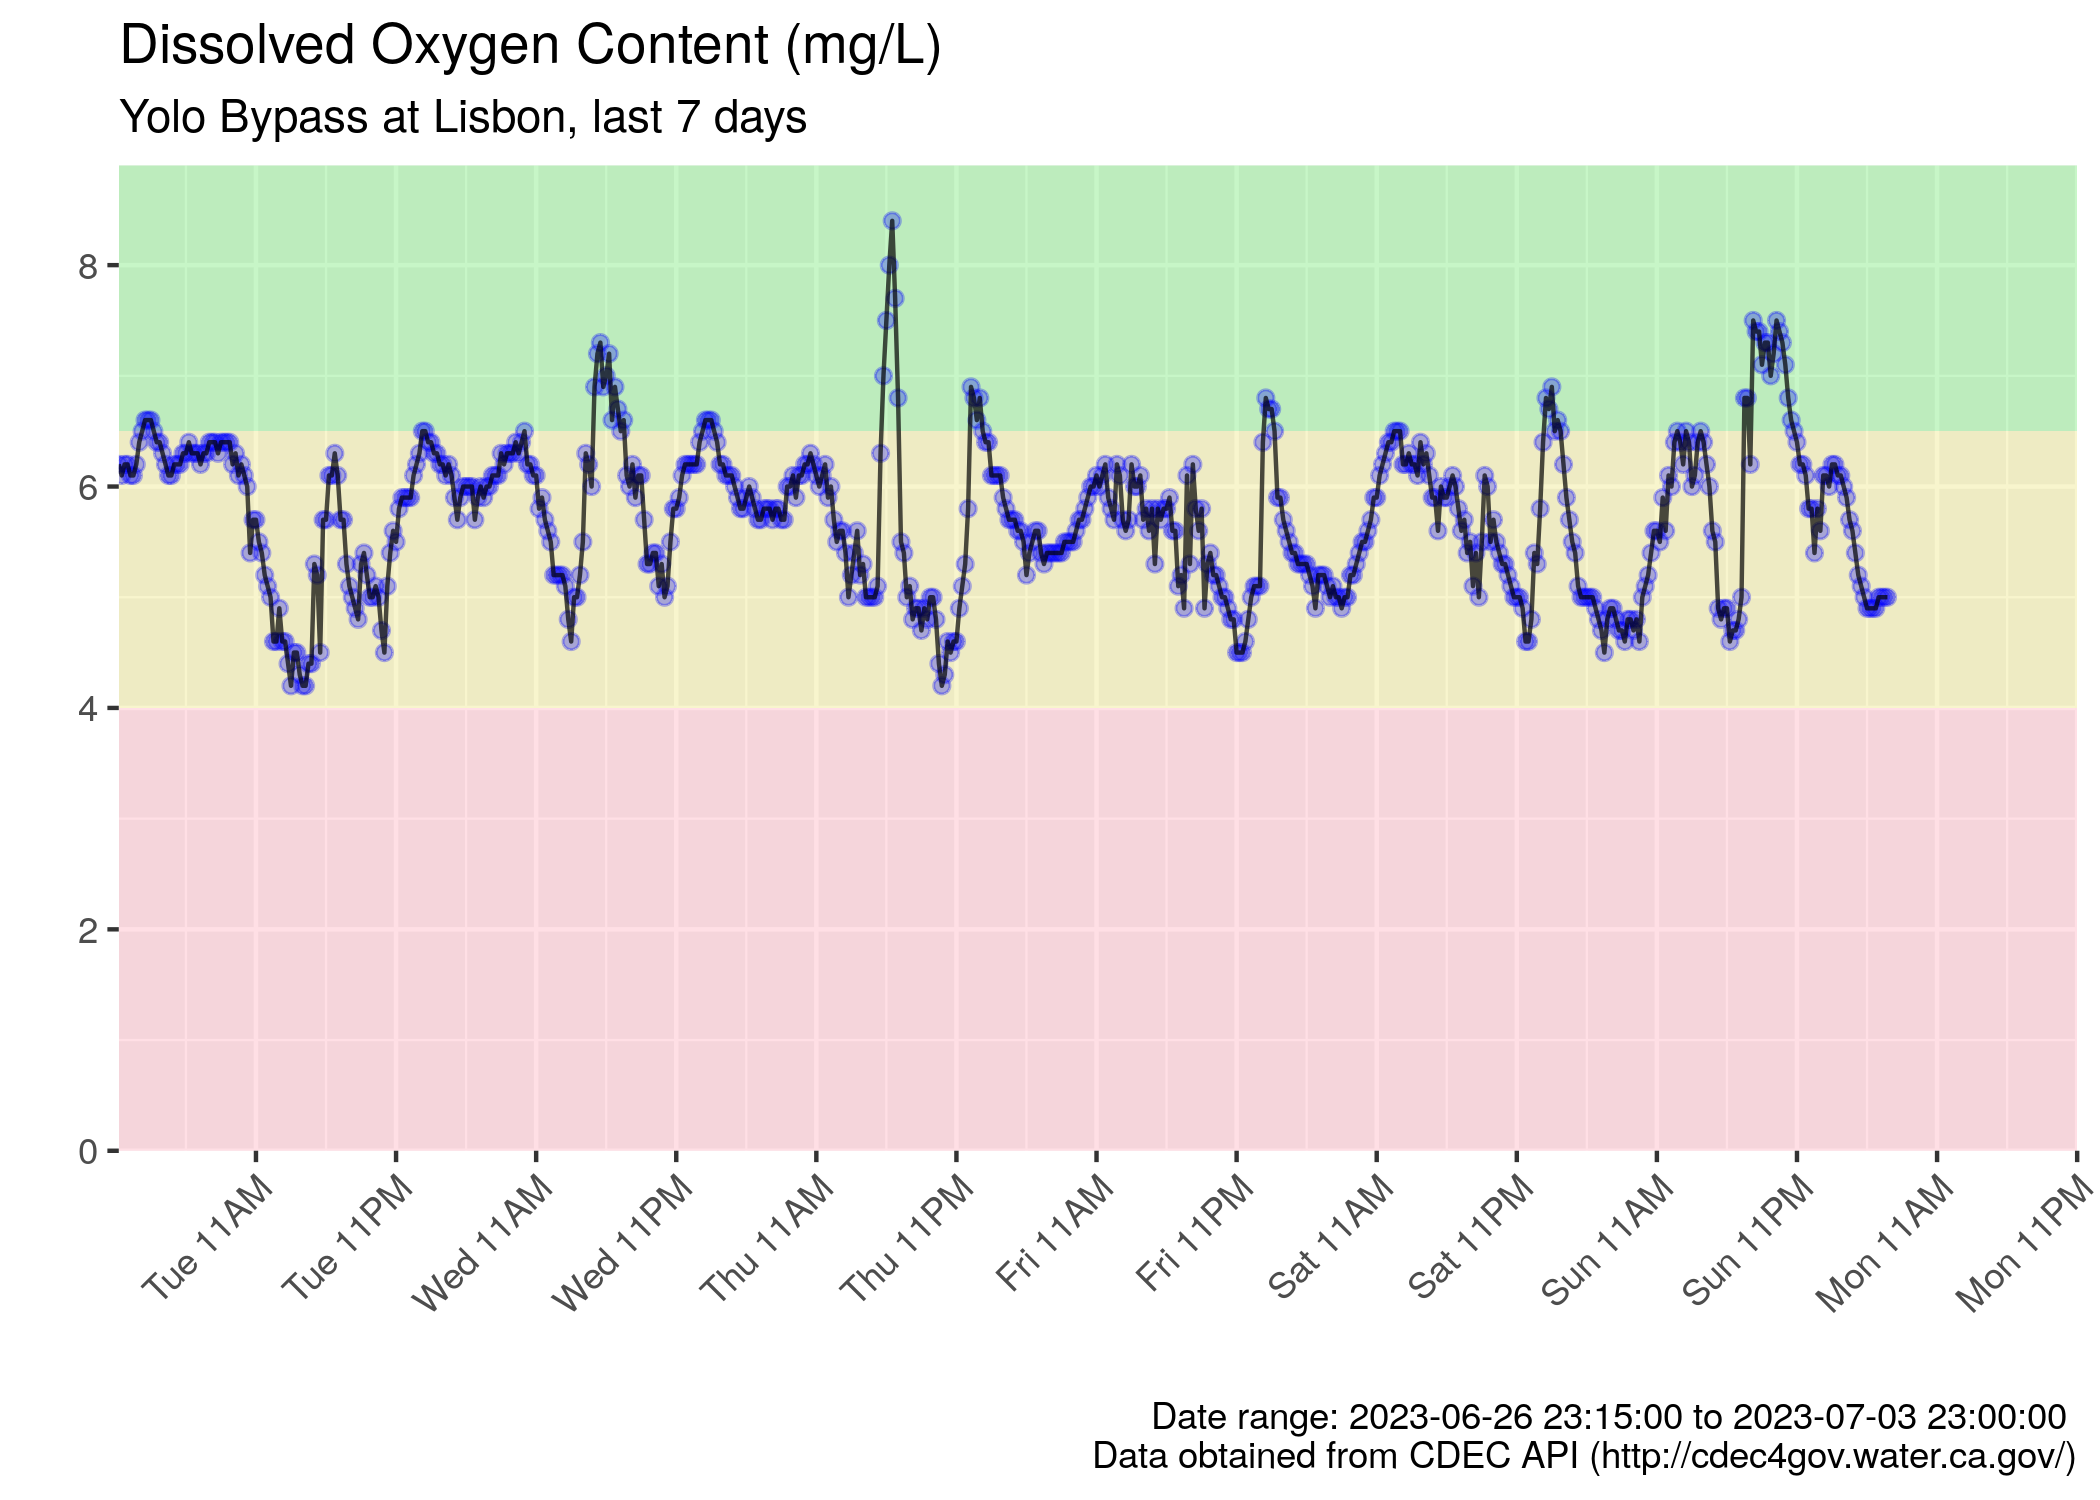 Dissolved Oxygen Content (mg/L)
Yolo Bypass at Lisbon, last 7 days
8
6
4
2
0
Tue 11AM
Tue 11PM
Wed 11AM
Wed 11PM
Thu 11AM
Thu 11PM
Fri 11AM
Fri 11PM
Sat 11AM
Sat 11PM
Sun 11AM
Sun 11PM
Mon 11AM
Mon 11PM
Date range: 2023-06-26 23:15:00 to 2023-07-03 23:00:00
Data obtained from CDEC API (http://cdec4gov.water.ca.gov/)